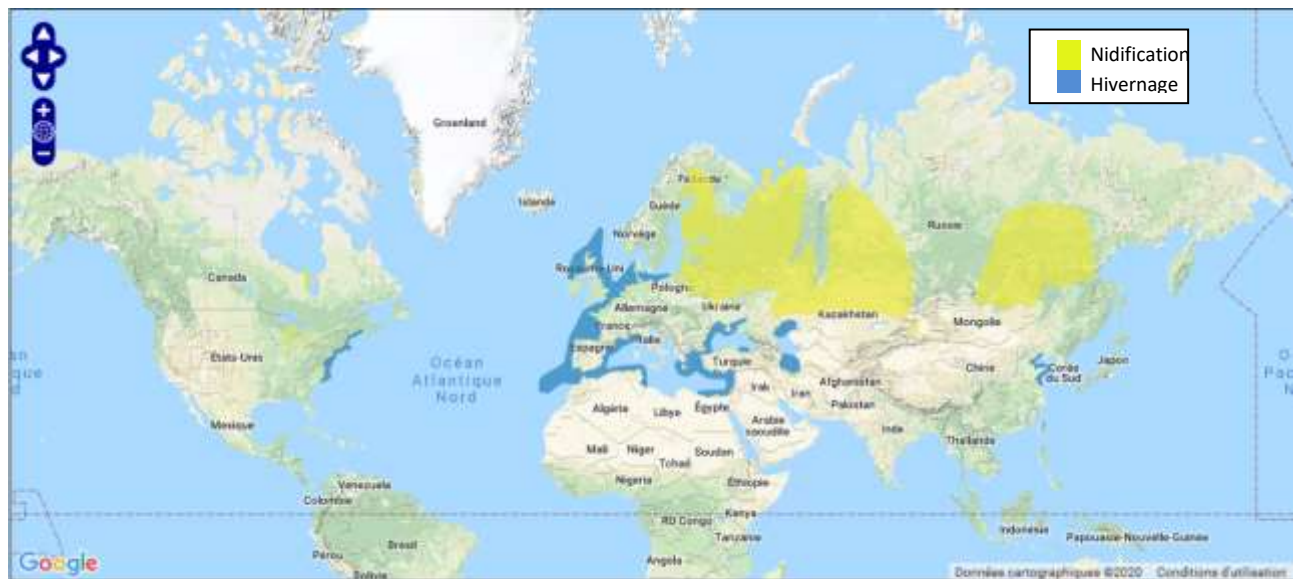 Nidification
Hivernage
+
−
Groenland
Islande
Norvège
Russie
Canada
Royaume-Uni
Pologne
Allemagne
Ukraine
France
Kazakhstan
Mongolie
États-Unis
Espagne
Italie
Turquie
Océan
Atlantique
Nord
Chine
Corée
du Sud
Japon
Irak
Iran
Afghanistan
Pakistan
Algérie
Libye
Égypte
Arabie
saoudite
Mexique
Inde
Mali
Niger
Tchad
Soudan
Thaïlande
Venezuela
Colombie
Nigeria
Éthiopie
Kenya
RD Congo
Tanzanie
Indonésie
Papouasie-Nouvelle-Guinée
Pérou
Brésil
Bolivie
Angola
Google
Données cartographiques ©2020
Conditions d'utilisation